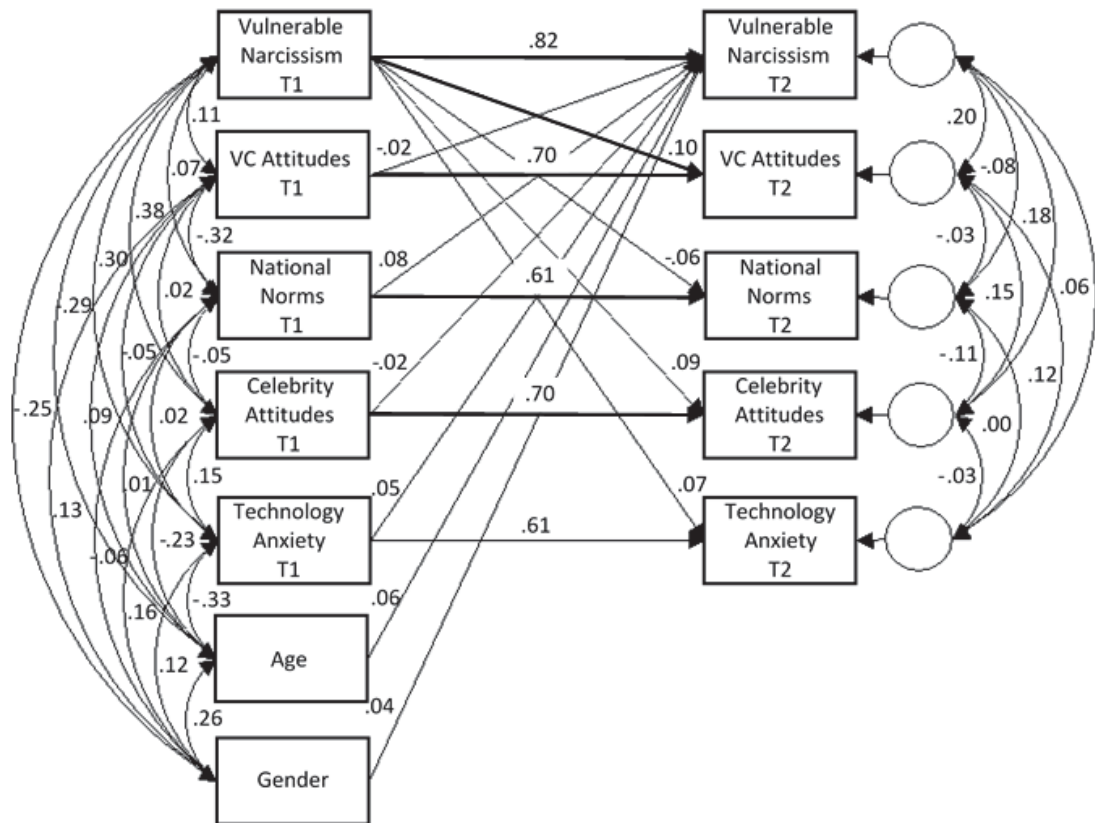 Vulnerable
Narcissism
T1
VC Attitudes
T1
National
Norms
T1
Celebrity
Attitudes
T1
Technology
Anxiety
T1
Age
Gender
.82
-.02
.70
.10
.08
.61
-.06
-.02
.70
.09
.05
.61
.07
.06
.04
Vulnerable
Narcissism
T2
VC Attitudes
T2
National
Norms
T2
Celebrity
Attitudes
T2
Technology
Anxiety
T2
.11
.07
.38
-.32
.30
.02
-.29
-.05
-.05
-.25
.09
.02
.01
.15
.13
-.06
-.23
.16
-.33
.12
.26
.20
-.08
.18
-.03
.15
.06
-.11
.12
.00
-.03